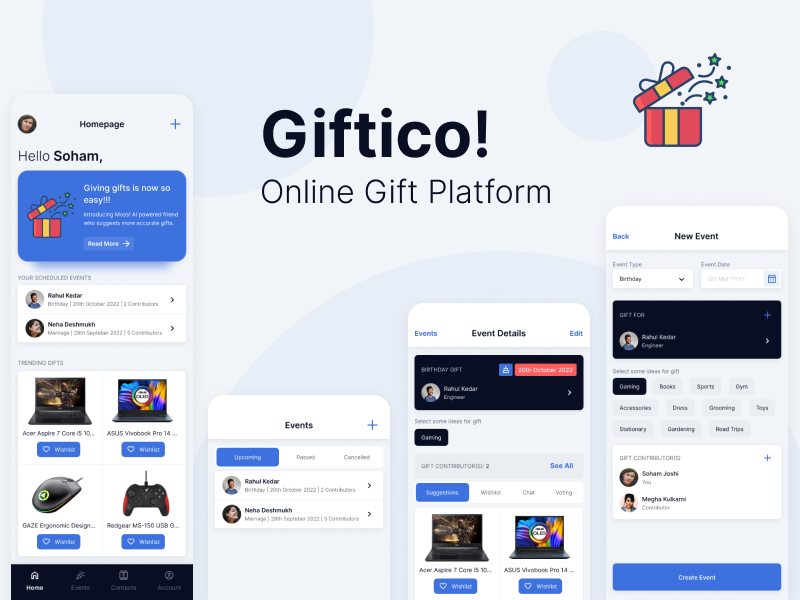 Giftico!
Online Gift Platform
Homepage
Hello Soham,
Giving gifts is now so
easy!!!
Introducing Moss! AI powered friend
who suggests more accurate gifts.
Read More
YOUR SCHEDULED EVENTS
Rahul Kedar
Birthday | 20th October 2022 | 2 Contributors
Neha Deshmukh
Marriage | 29th Septeber 2022 | 5 Contributors
TRENDING GIFTS
Acer Aspire 7 Core i5 10...
ASUS Vivobook Pro 14 ...
Wishlist
Wishlist
GAZE Ergonomic Design...
Redgear MS-150 USB G...
Wishlist
Wishlist
Home
Events
Contacts
Account
Events
Upcoming
Passed
Cancelled
Rahul Kedar
Birthday | 20th October 2022 | 2 Contributors
Neha Deshmukh
Marriage | 29th Septeber 2022 | 5 Contributors
Events
Event Details
Edit
BIRTHDAY GIFT
20th October 2022
Rahul Kedar
Engineer
Select some ideas for gift
Gaming
GIFT CONTRIBUTOR(S): 2
See All
Suggestions
Wishlist
Chat
Voting
OLED
Acer Aspire 7 Core i5 10...
ASUS Vivobook Pro 14 ...
Wishlist
Wishlist
Back
New Event
Event Type
Event Date
Birthday
DD MM YYYY
GIFT FOR
Rahul Kedar
Engineer
Select some ideas for gift
Gaming
Books
Sports
Gym
Accessories
Dress
Grooming
Toys
Stationary
Gardening
Road Trips
GIFT CONTRIBUTOR(S)
Soham Joshi
You
Megha Kulkarni
Contributor
Create Event